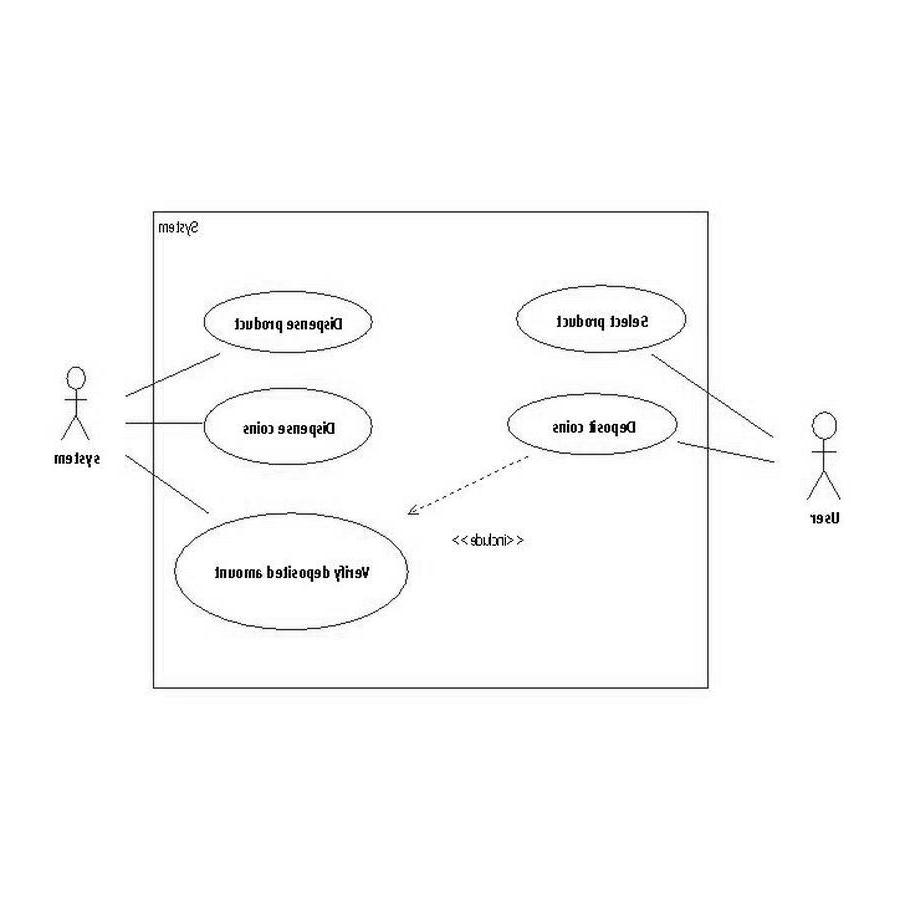 System
Select product
Dispense product
Deposit coins
Dispense coins
system
User
<<include>>
Verify deposited amount